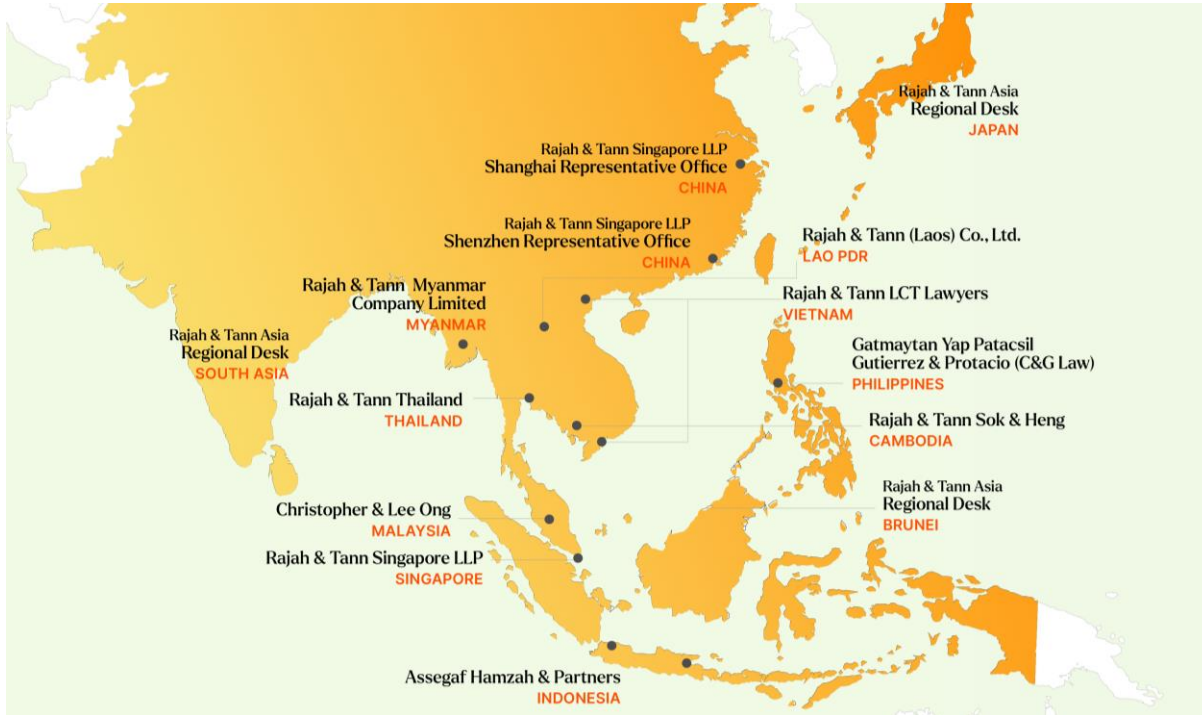 Rajah & Tann Asia
Regional Desk
JAPAN
Rajah & Tann Singapore LLP
Shanghai Representative Office
CHINA
Rajah & Tann Singapore LLP
Shenzhen Representative Office
CHINA
Rajah & Tann (Laos) Co., Ltd.
LAO PDR
Rajah & Tann Myanmar
Company Limited
MYANMAR
Rajah & Tann LCT Lawyers
VIETNAM
Rajah & Tann Asia
Regional Desk
SOUTH ASIA
Gatmaytan Yap Patacsil
Gutierrez & Protacio (C&G Law)
PHILIPPINES
Rajah & Tann Thailand
THAILAND
Rajah & Tann Sok & Heng
CAMBODIA
Rajah & Tann Asia
Regional Desk
BRUNEI
Christopher & Lee Ong
MALAYSIA
Rajah & Tann Singapore LLP
SINGAPORE
Assegaf Hamzah & Partners
INDONESIA